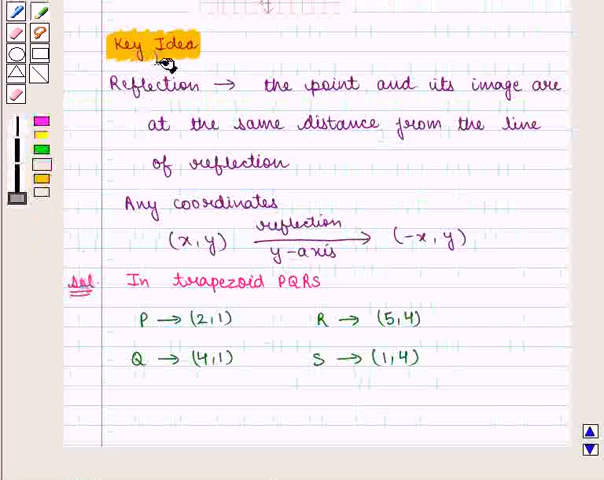 Key Idea
Reflection → the point and its image are
at the same distance from the line
of reflection
Any coordinates
(x, y) reflection y-axis → (-x, y)
Sol. In trapezoid PQRS
P → (2,1) R → (5,4)
Q → (4,1) S → (1,4)